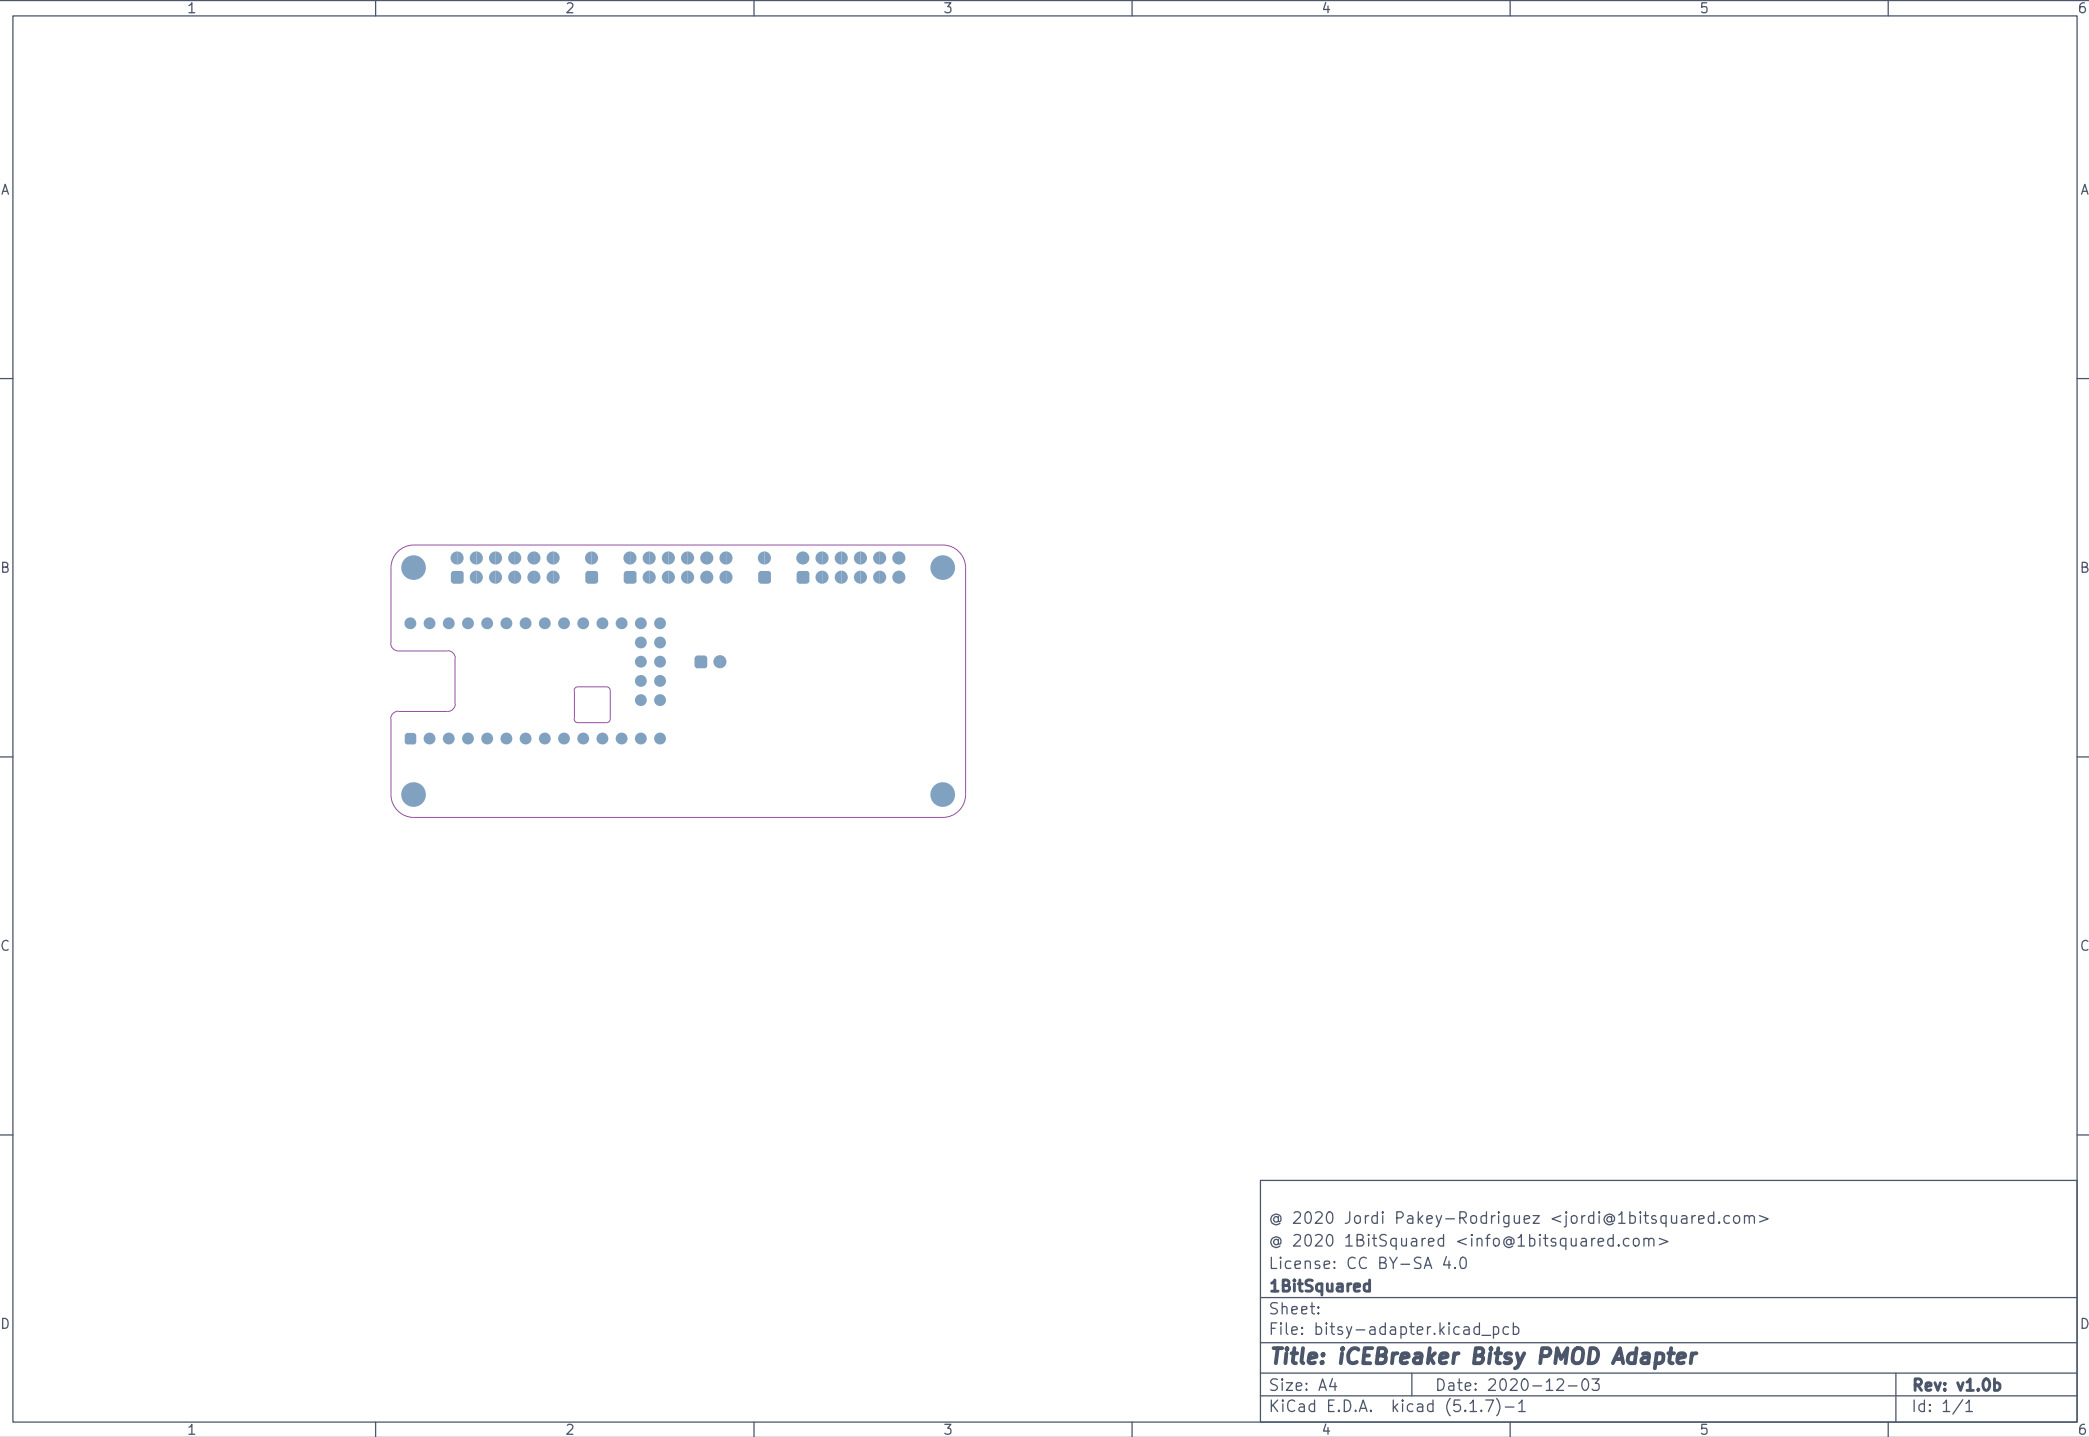 1 2 3 4 5 6
A A
B B
C C
@ 2020 Jordi Pakey-Rodriguez <jordi@1bitsquared.com>
@ 2020 1BitSquared <info@1bitsquared.com>
License: CC BY-SA 4.0
1BitSquared
Sheet:
D D
File: bitsy-adapter.kicad_pcb
Title: iCEBreaker Bitsy PMOD Adapter
Size: A4 Date: 2020-12-03 Rev: v1.0b
KiCad E.D.A. kicad (5.1.7)-1 Id: 1/1
1 2 3 4 5 6